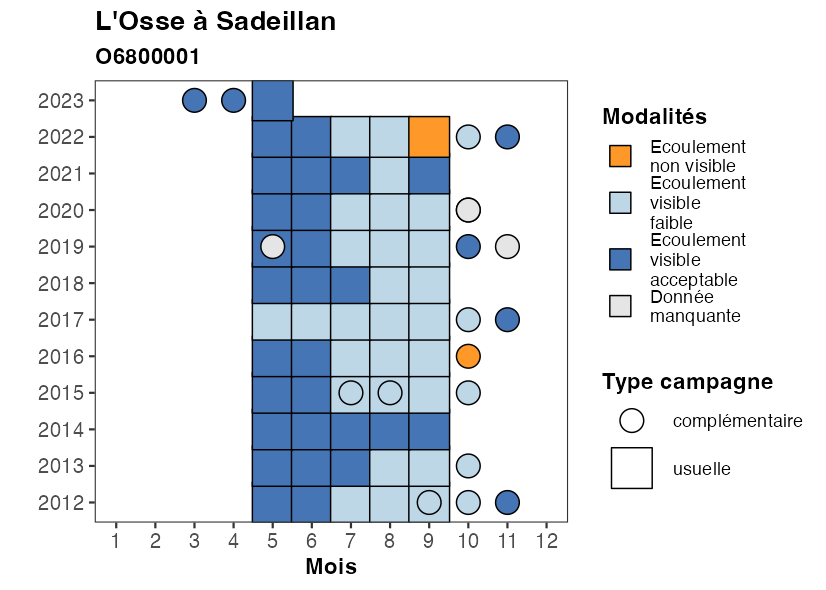 L'Osse à Sadeillan
O6800001
2023
2022
2021
2020
2019
2018
2017
2016
2015
2014
2013
2012
1 2 3 4 5 6 7 8 9 10 11 12
Mois
Modalités
Ecoulement
non visible
Ecoulement
visible
faible
Ecoulement
visible
acceptable
Donnée
manquante
Type campagne
complémentaire
usuelle